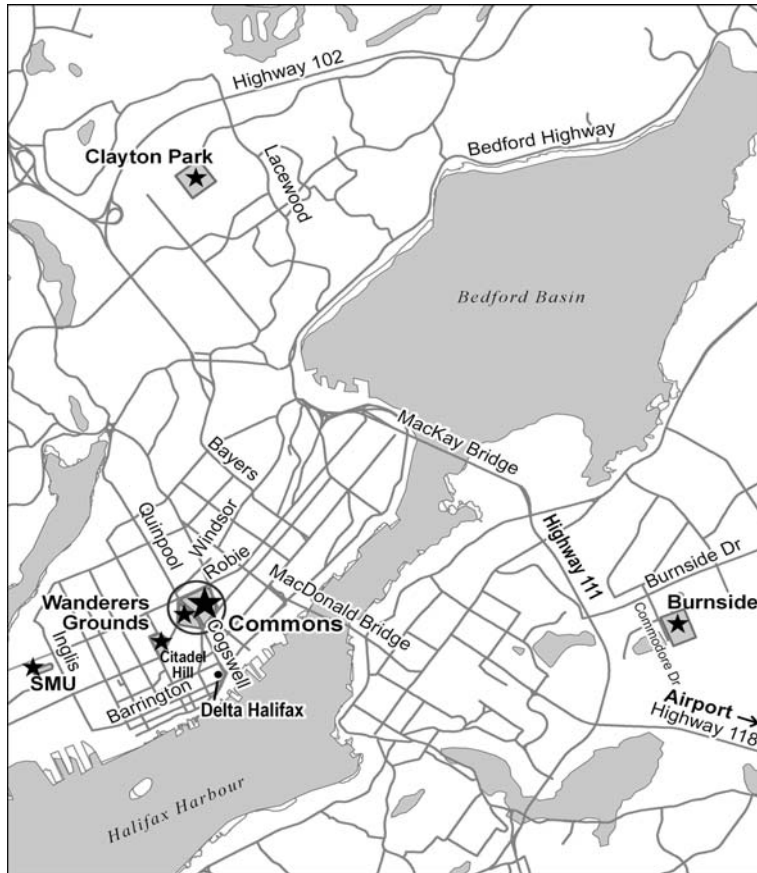 Highway 102
Bedford Highway
Clayton Park
Lacewood
Bedford Basin
MacKay Bridge
Bayers
Windsor
Quinpool
Robie
Highway 111
Burnside Dr
MacDonald Bridge
Wanderers
Grounds
Commons
Burnside
Commodore Dr
Inglis
Cogswell
Citadel
Hill
SMU
Barrington
Delta Halifax
Airport
Highway 118
Halifax Harbour